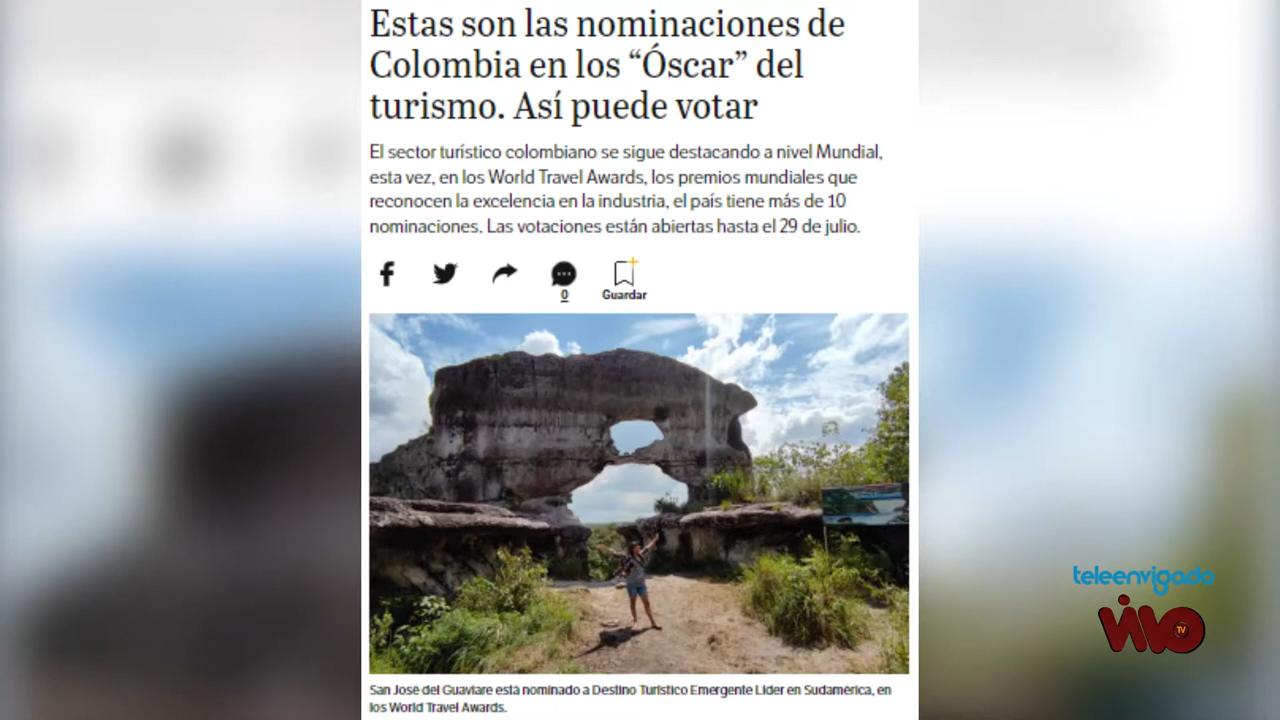 Estas son las nominaciones de
Colombia en los “Óscar” del
turismo. Así puede votar
El sector turístico colombiano se sigue destacando a nivel Mundial,
esta vez, en los World Travel Awards, los premios mundiales que
reconocen la excelencia en la industria, el país tiene más de 10
nominaciones. Las votaciones están abiertas hasta el 29 de julio.
0
Guardar
San José del Guaviare está nominado a Destino Turístico Emergente Líder en Sudamérica, en
los World Travel Awards.
teleenvigado
VIVO
TV